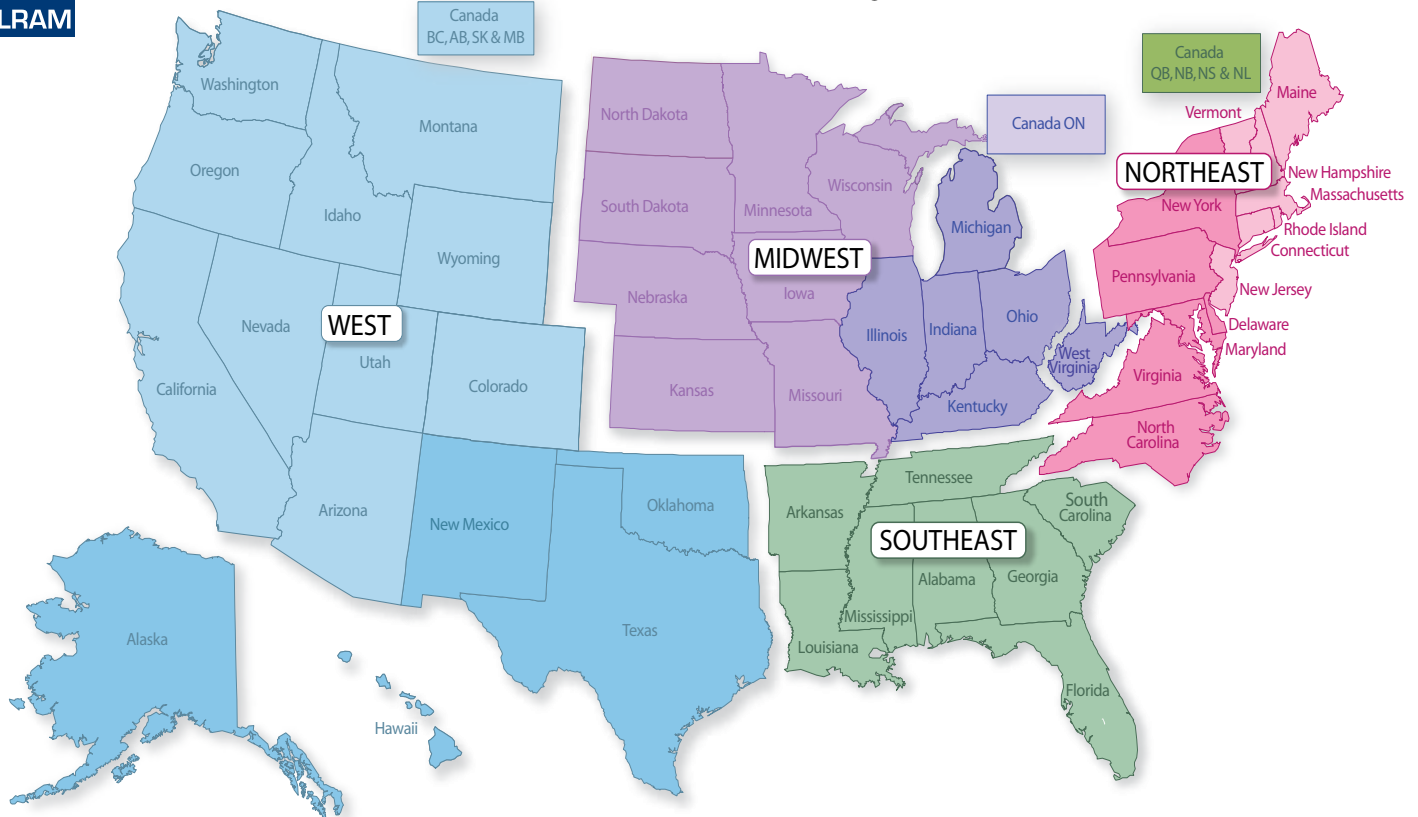 LRAM
Canada
BC, AB, SK & MB
Canada
QB, NB, NS & NL
Canada ON
Washington
Montana
Oregon
Idaho
Wyoming
Nevada
WEST
Utah
California
Colorado
Arizona
New Mexico
Oklahoma
Texas
Alaska
Hawaii
North Dakota
South Dakota
Minnesota
Wisconsin
MIDWEST
Nebraska
Iowa
Kansas
Missouri
Michigan
Illinois
Indiana
Ohio
West
Virginia
Kentucky
Maine
Vermont
NORTHEAST
New Hampshire
Massachusetts
New York
Rhode Island
Connecticut
Pennsylvania
New Jersey
Delaware
Maryland
Virginia
North
Carolina
Tennessee
Arkansas
South
Carolina
SOUTHEAST
Alabama
Georgia
Mississippi
Louisiana
Florida